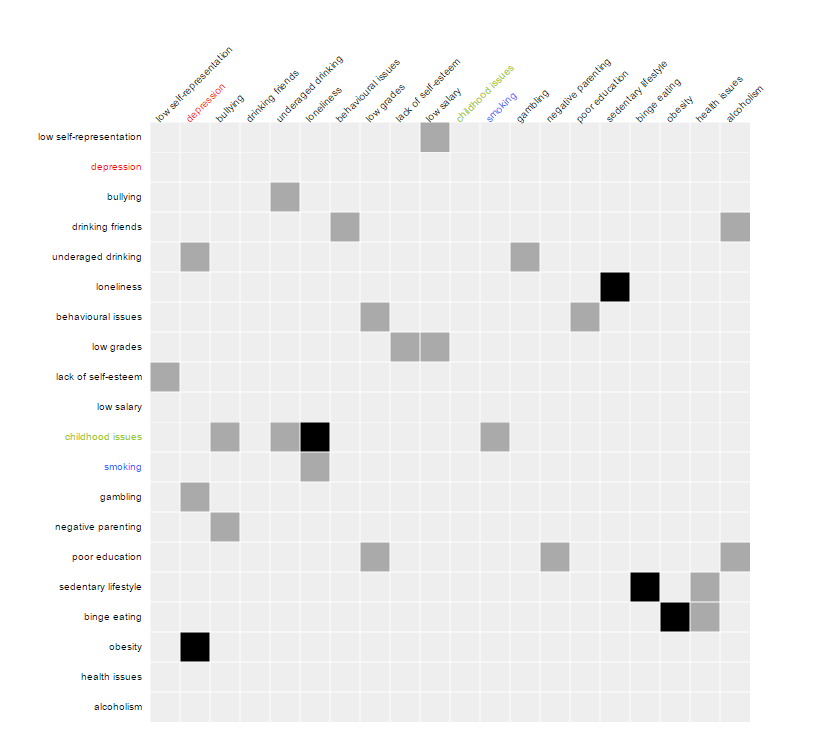 low self-representation
depression
bullying
drinking friends
underaged drinking
loneliness
behavioural issues
low grades
lack of self-esteem
low salary
childhood issues
smoking
gambling
negative parenting
poor education
sedentary lifestyle
binge eating
obesity
health issues
alcoholism
low self-representation
depression
bullying
drinking friends
underaged drinking
loneliness
behavioural issues
low grades
lack of self-esteem
low salary
childhood issues
smoking
gambling
negative parenting
poor education
sedentary lifestyle
binge eating
obesity
health issues
alcoholism